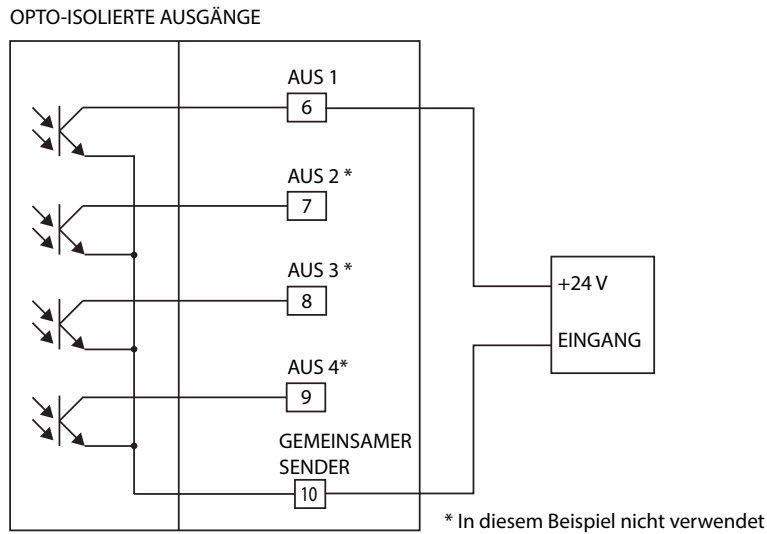 OPTO-ISOLIERTE AUSGÄNGE
AUS 1
6
AUS 2 *
7
AUS 3 *
8
+24 V
EINGANG
AUS 4*
9
GEMEINSAMER
SENDER
10
* In diesem Beispiel nicht verwendet